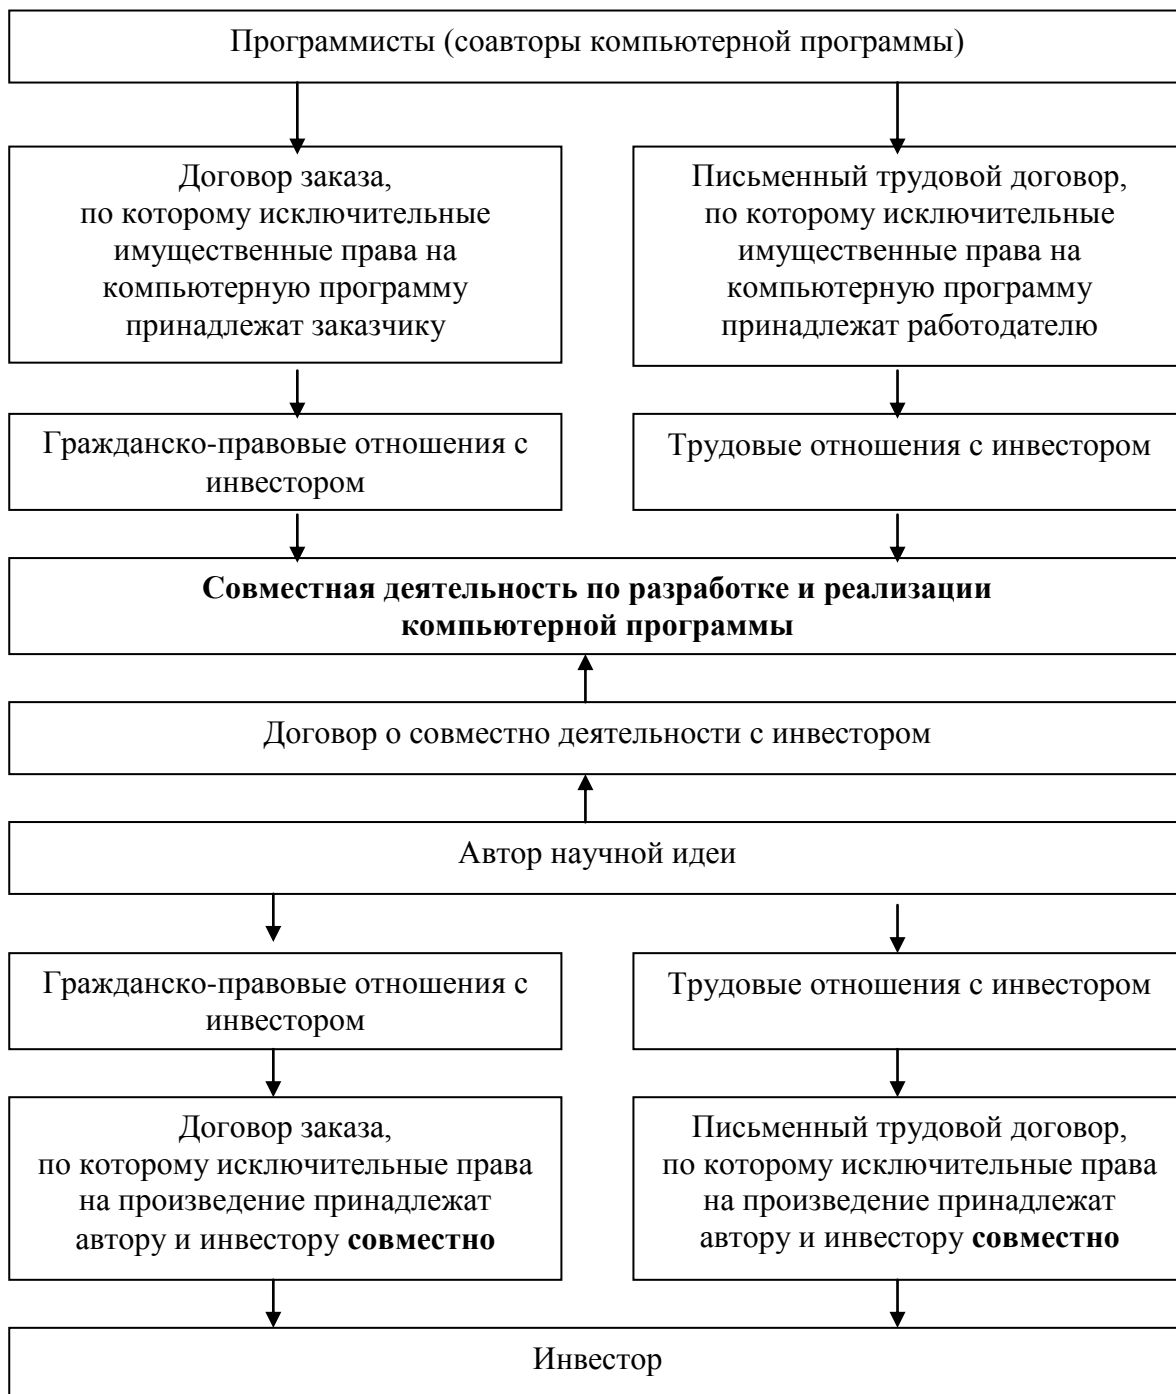 Программисты (соавторы компьютерной программы)
Договор заказа,
по которому исключительные
имущественные права на
компьютерную программу
принадлежат заказчику
Письменный трудовой договор,
по которому исключительные
имущественные права на
компьютерную программу
принадлежат работодателю
Гражданско-правовые отношения с
инвестором
Трудовые отношения с инвестором
Совместная деятельность по разработке и реализации
компьютерной программы
Договор о совместно деятельности с инвестором
Автор научной идеи
Гражданско-правовые отношения с
инвестором
Трудовые отношения с инвестором
Договор заказа,
по которому исключительные права
на произведение принадлежат
автору и инвестору совместно
Письменный трудовой договор,
по которому исключительные права
на произведение принадлежат
автору и инвестору совместно
Инвестор